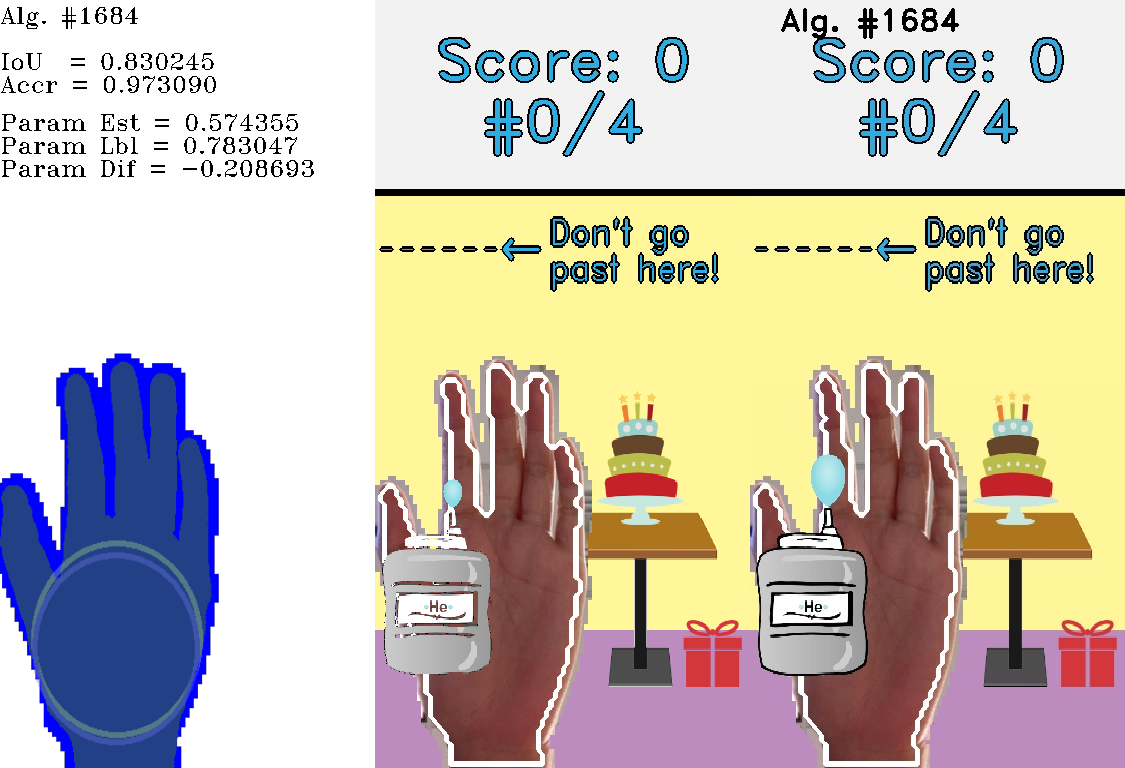 Alg. #1684
IoU = 0.830245
Accr = 0.973090
Param Est = 0.574355
Param Lbl = 0.783047
Param Dif = −0.208693
Score: 0
#0/4
Don't go
past here!
He
Alg. #1684
Score: 0
#0/4
Don't go
past here!
He